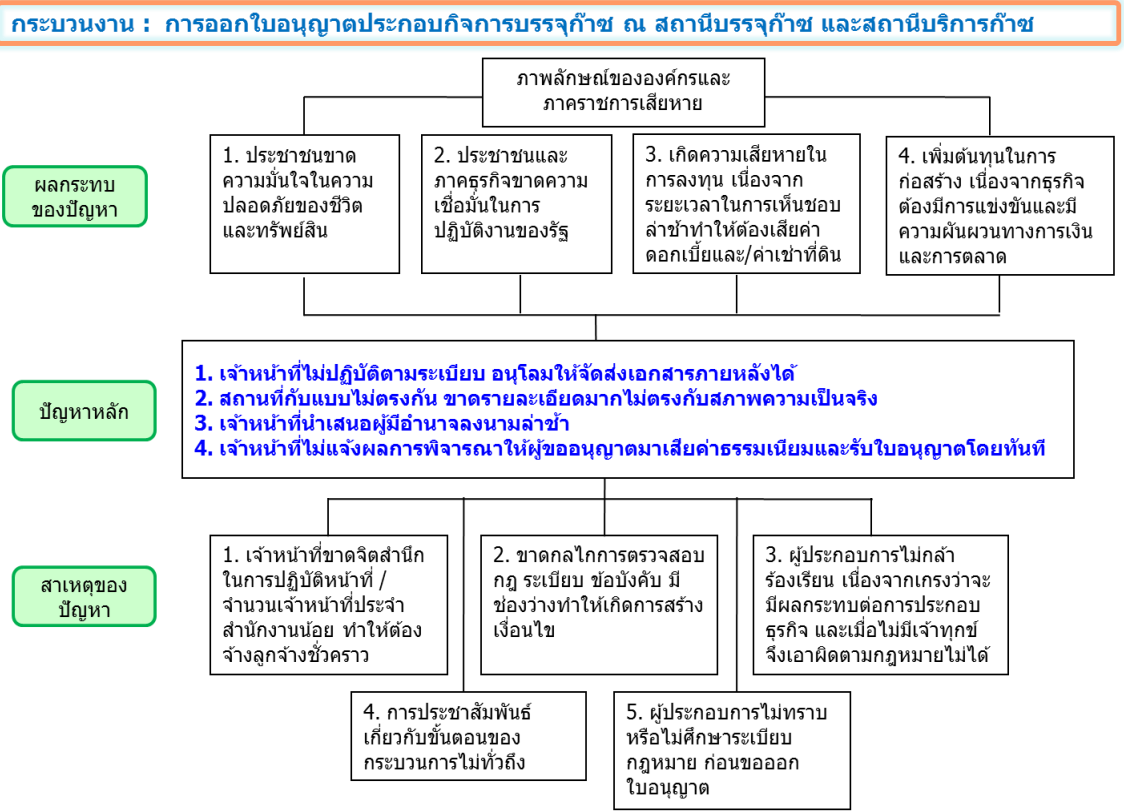 กระบวนงาน : การออกใบอนุญาตประกอบกิจการบรรจุก๊าซ ณ สถานีบรรจุก๊าซ และสถานีบริการก๊าซ
ภาพลักษณ์ขององค์กรและ
ภาคราชการเสียหาย
ผลกระทบ
ของปัญหา
1. ประชาชนขาด
ความมั่นใจในความ
ปลอดภัยของชีวิต
และทรัพย์สิน
2. ประชาชนและ
ภาคธุรกิจขาดความ
เชื่อมั่นในการ
ปฏิบัติงานของรัฐ
3. เกิดความเสียหายใน
การลงทุน เนื่องจาก
ระยะเวลาในการเห็นชอบ
ล่าช้าทำให้ต้องเสียค่า
ดอกเบี้ยและ/ค่าเช่าที่ดิน
4. เพิ่มต้นทุนในการ
ก่อสร้าง เนื่องจากธุรกิจ
ต้องมีการแข่งขันและมี
ความผันผวนทางการเงิน
และการตลาด
ปัญหาหลัก
1. เจ้าหน้าที่ไม่ปฏิบัติตามระเบียบ อนุโลมให้จัดส่งเอกสารภายหลังได้
2. สถานที่กับแบบไม่ตรงกัน ขาดรายละเอียดมากไม่ตรงกับสภาพความเป็นจริง
3. เจ้าหน้าที่นำเสนอผู้มีอำนาจลงนามล่าช้า
4. เจ้าหน้าที่ไม่แจ้งผลการพิจารณาให้ผู้ขออนุญาตมาเสียค่าธรรมเนียมและรับใบอนุญาตโดยทันที
สาเหตุของ
ปัญหา
1. เจ้าหน้าที่ขาดจิตสำนึก
ในการปฏิบัติหน้าที่ /
จำนวนเจ้าหน้าที่ประจำ
สำนักงานน้อย ทำให้ต้อง
จ้างลูกจ้างชั่วคราว
2. ขาดกลไกการตรวจสอบ
กฎ ระเบียบ ข้อบังคับ มี
ช่องว่างทำให้เกิดการสร้าง
เงื่อนไข
3. ผู้ประกอบการไม่กล้า
ร้องเรียน เนื่องจากเกรงว่าจะ
มีผลกระทบต่อการประกอบ
ธุรกิจ และเมื่อไม่มีเจ้าทุกข์
จึงเอาผิดตามกฎหมายไม่ได้
4. การประชาสัมพันธ์
เกี่ยวกับขั้นตอนของ
กระบวนการไม่ทั่วถึง
5. ผู้ประกอบการไม่ทราบ
หรือไม่ศึกษาระเบียบ
กฎหมาย ก่อนขอออก
ใบอนุญาต